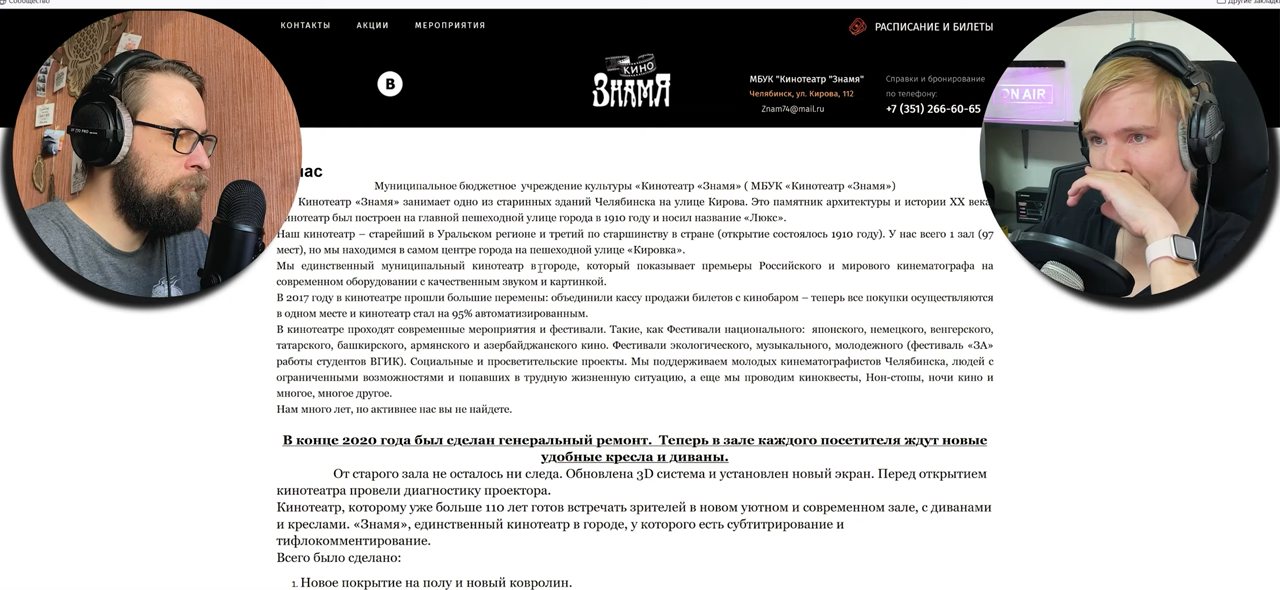 Сообщество
КОНТАКТЫ АКЦИИ МЕРОПРИЯТИЯ
РАСПИСАНИЕ И БИЛЕТЫ
В
КИНО
ЗНАМЯ
МБУК "Кинотеатр "Знамя"
Челябинск, ул. Кирова, 112
Znam74@mail.ru
Справки и бронирование
по телефону:
+7 (351) 266-60-65
ON AIR
нас
Муниципальное бюджетное учреждение культуры «Кинотеатр «Знамя» ( МБУК «Кинотеатр «Знамя»)
Кинотеатр «Знамя» занимает одно из старинных зданий Челябинска на улице Кирова. Это памятник архитектуры и истории XX века.
кинотеатр был построен на главной пешеходной улице города в 1910 году и носил название «Люкс».
Наш кинотеатр – старейший в Уральском регионе и третий по старшинству в стране (открытие состоялось 1910 году). У нас всего 1 зал (97
мест), но мы находимся в самом центре города на пешеходной улице «Кировка».
Мы единственный муниципальный кинотеатр в городе, который показывает премьеры Российского и мирового кинематографа на
современном оборудовании с качественным звуком и картинкой.
В 2017 году в кинотеатре прошли большие перемены: объединили кассу продажи билетов с кинобаром – теперь все покупки осуществляются
в одном месте и кинотеатр стал на 95% автоматизированным.
В кинотеатре проходят современные мероприятия и фестивали. Такие, как Фестивали национального: японского, немецкого, венгерского,
татарского, башкирского, армянского и азербайджанского кино. Фестивали экологического, музыкального, молодежного (фестиваль «ЗА»
работы студентов ВГИК). Социальные и просветительские проекты. Мы поддерживаем молодых кинематографистов Челябинска, людей с
ограниченными возможностями и попавших в трудную жизненную ситуацию, а еще мы проводим киноквесты, Нон-стопы, ночи кино и
многое, многое другое.
Нам много лет, но активнее нас вы не найдете.
В конце 2020 года был сделан генеральный ремонт. Теперь в зале каждого посетителя ждут новые
удобные кресла и диваны.
От старого зала не осталось ни следа. Обновлена 3D система и установлен новый экран. Перед открытием
кинотеатра провели диагностику проектора.
Кинотеатр, которому уже больше 110 лет готов встречать зрителей в новом уютном и современном зале, с диванами
и креслами. «Знамя», единственный кинотеатр в городе, у которого есть субтитрирование и
тифлокомментирование.
Всего было сделано:
1. Новое покрытие на полу и новый ковролин.